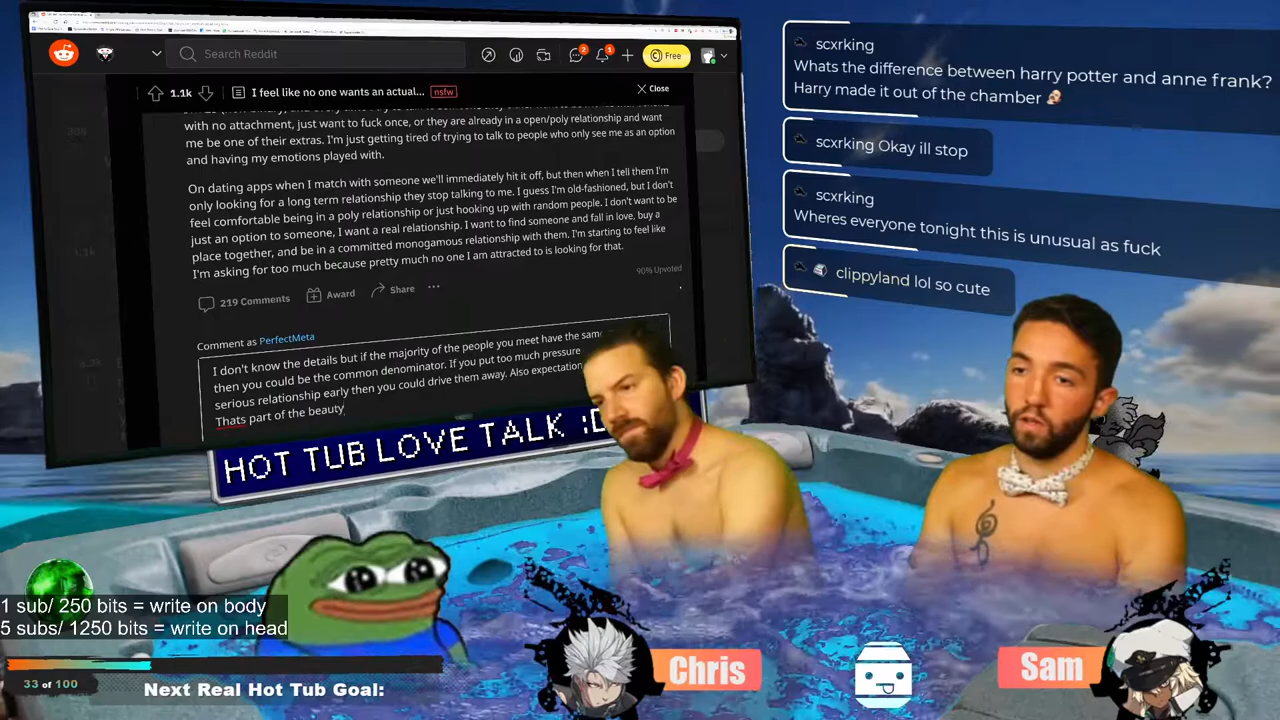 Search Reddit
2
1
Free
1.1k
I feel like no one wants an actual...
nsfw
Close
with no attachment, just want to fuck once, or they are already in a open/poly relationship and want
me be one of their extras. I'm just getting tired of trying to talk to people who only see me as an option
and having my emotions played with.
On dating apps when I match with someone we'll immediately hit it off, but then when I tell them I'm
only looking for a long term relationship they stop talking to me. I guess I'm old-fashioned, but I don't
feel comfortable being in a poly relationship or just hooking up with random people. I don't want to be
just an option to someone, I want a real relationship. I want to find someone and fall in love, buy a
place together, and be in a committed monogamous relationship with them. I'm starting to feel like
I'm asking for too much because pretty much no one I am attracted to is looking for that.
90% Upvoted
219 Comments
Award
Share
Comment as PerfectMeta
I don't know the details but if the majority of the people you meet have the same
then you could be the common denominator. If you put too much pressure
serious relationship early then you could drive them away. Also expectation
Thats part of the beauty
HOT TUB LOVE TALK :D
scxrking
Whats the difference between harry potter and anne frank?
Harry made it out of the chamber
scxrking Okay ill stop
scxrking
Wheres everyone tonight this is unusual as fuck
clippyland lol so cute
1 sub/ 250 bits = write on body
5 subs/ 1250 bits = write on head
33 of 100
Next Real Hot Tub Goal:
Chris
Sam